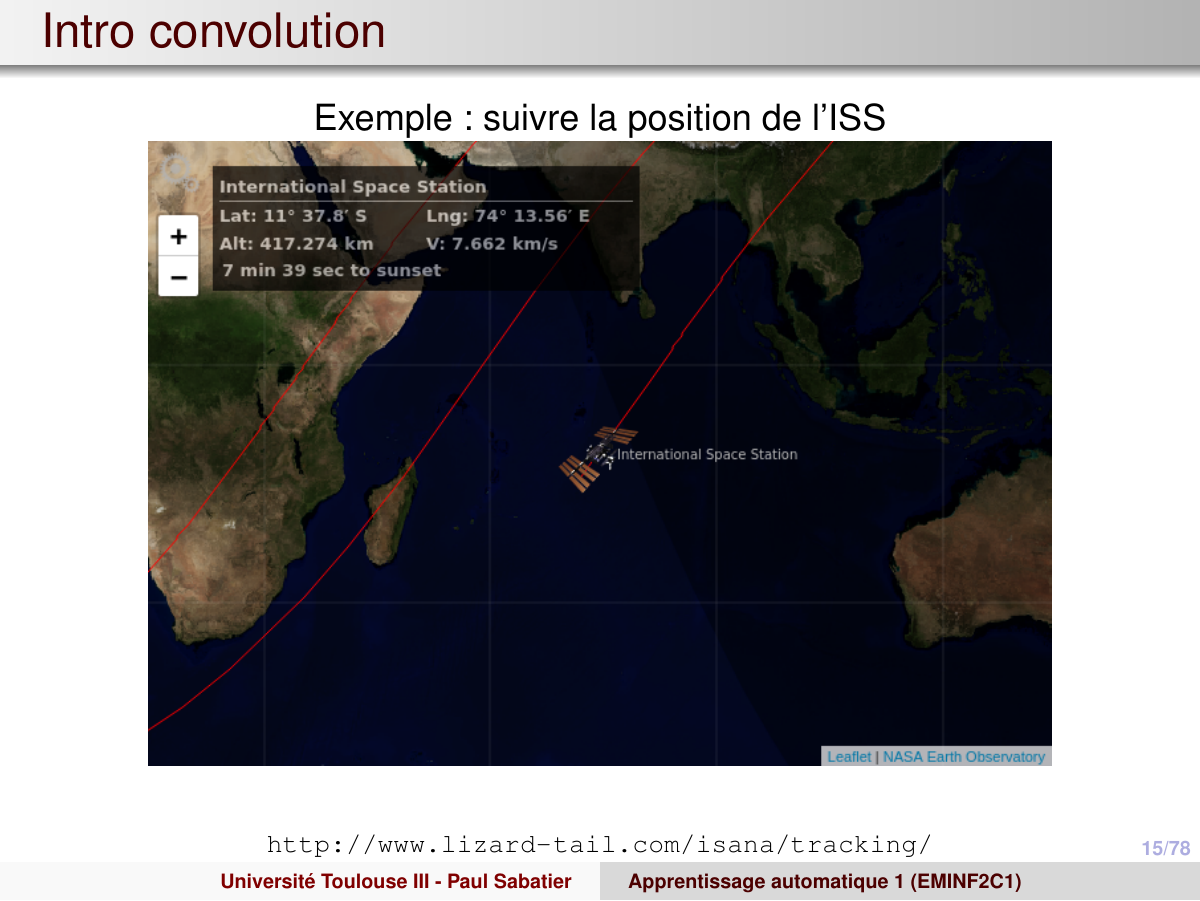 Intro convolution
Exemple : suivre la position de l'ISS
International Space Station
Lat: 11° 37.8′ S Lng: 74° 13.56′ E
Alt: 417.274 km V: 7.662 km/s
7 min 39 sec to sunset
+
−
International Space Station
Leaflet | NASA Earth Observatory
http://www.lizard-tail.com/isana/tracking/
15/78
Université Toulouse III - Paul Sabatier Apprentissage automatique 1 (EMINF2C1)